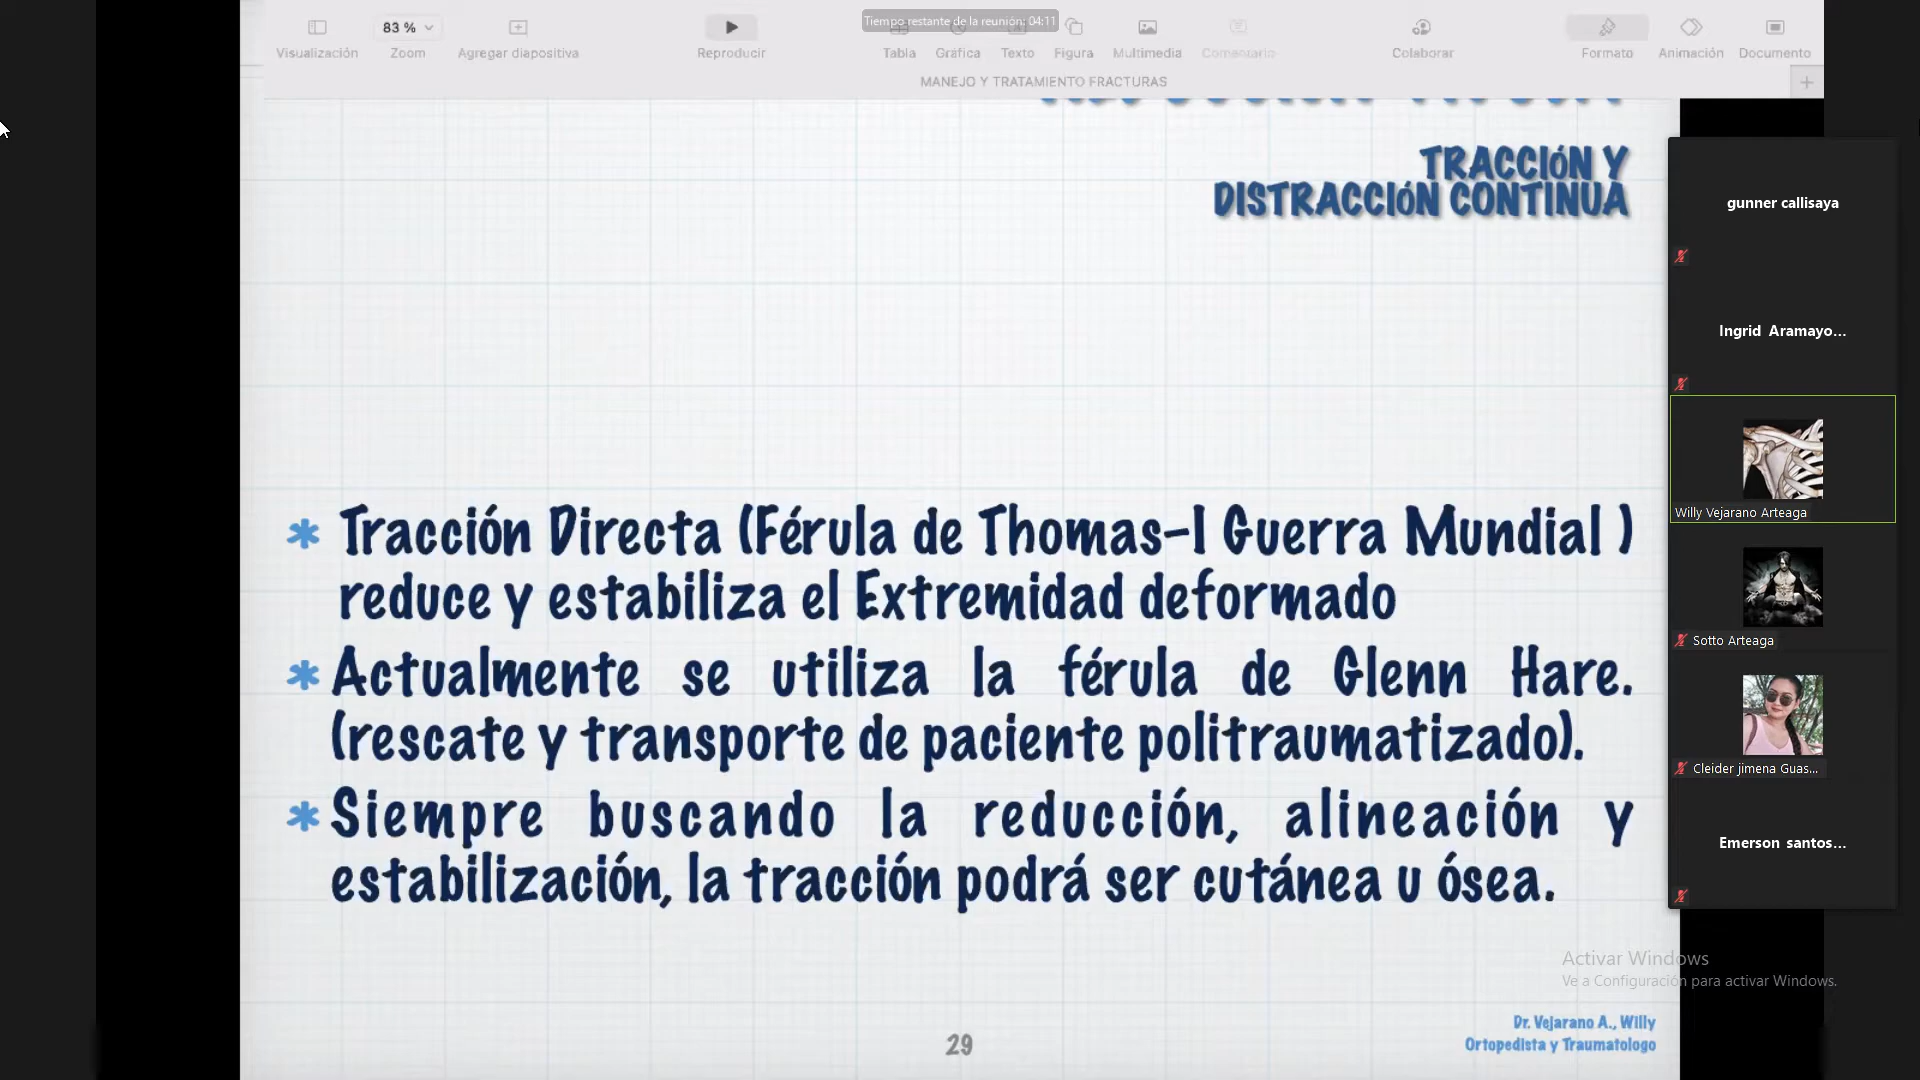 Tiempo restante de la reunión: 04:11
83 %
Visualización
Zoom
Agregar diapositiva
Reproducir
Tabla
Gráfica
Texto
Figura
Multimedia
Comentario
Colaborar
Formato
Animación
Documento
MANEJO Y TRATAMIENTO FRACTURAS
TRACCIÓN Y
DISTRACCIÓN CONTINUA
* Tracción Directa (Férula de Thomas-I Guerra Mundial )
reduce y estabiliza el Extremidad deformado
* Actualmente se utiliza la férula de Glenn Hare.
(rescate y transporte de paciente politraumatizado).
* Siempre buscando la reducción, alineación y
estabilización, la tracción podrá ser cutánea u ósea.
29
Dr. Vejarano A., Willy
Ortopedista y Traumatologo
gunner callisaya
Ingrid Aramayo...
Willy Vejarano Arteaga
Sotto Arteaga
Cleider jimena Guas...
Emerson santos...
Activar Windows
Ve a Configuración para activar Windows.